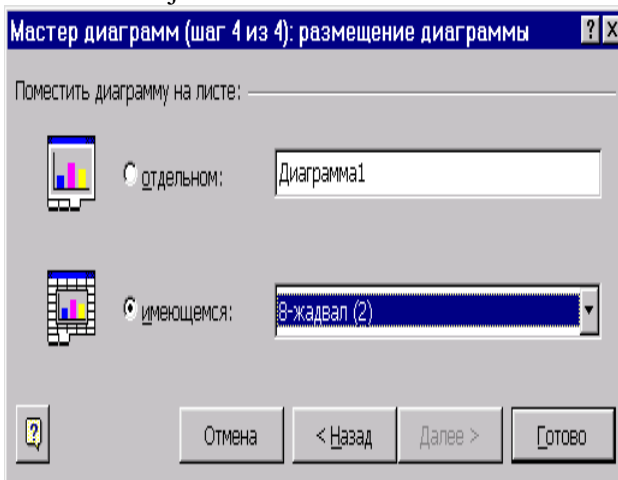 Мастер диаграмм (шаг 4 из 4): размещение диаграммы
Поместить диаграмму на листе:
отдельном: Диаграмма1
имеющемся: 8-жадвал (2)
Отмена < Назад Далее > Готово